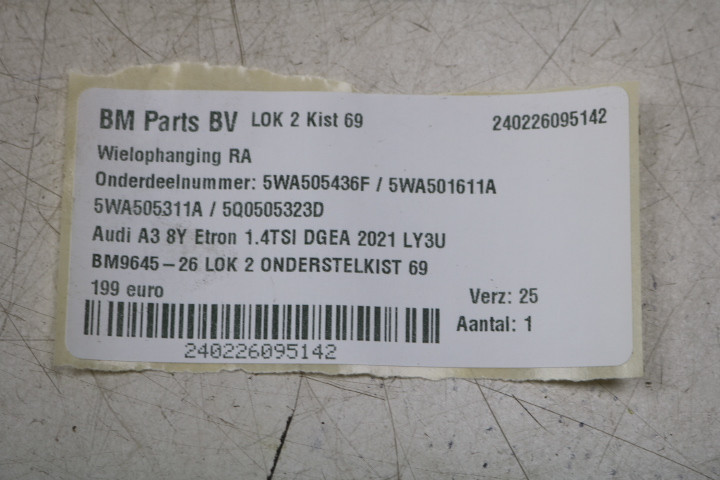 BM Parts BV LOK 2 Kist 69 240226095142
Wielophanging RA
Onderdeelnummer: 5WA505436F / 5WA501611A
5WA505311A / 5Q0505323D
Audi A3 8Y Etron 1.4TSI DGEA 2021 LY3U
BM9645-26 LOK 2 ONDERSTELKIST 69
199 euro Verz: 25
Aantal: 1
240226095142